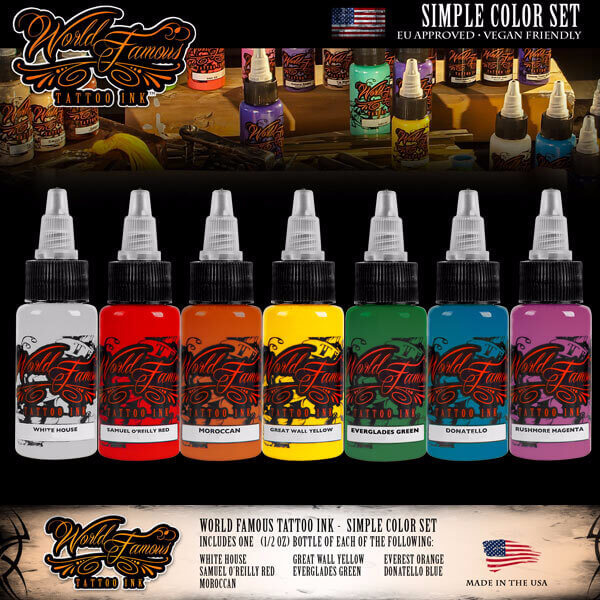 World Famous
TATTOO INK
SIMPLE COLOR SET
EU APPROVED • VEGAN FRIENDLY
World Famous
TATTOO INK
WHITE HOUSE
World Famous
TATTOO INK
SAMUEL O'REILLY RED
World Famous
TATTOO INK
MOROCCAN
World Famous
TATTOO INK
GREAT WALL YELLOW
World Famous
TATTOO INK
EVERGLADES GREEN
World Famous
TATTOO INK
DONATELLO
World Famous
TATTOO INK
RUSHMORE MAGENTA
World Famous
TATTOO INK
WORLD FAMOUS TATTOO INK - SIMPLE COLOR SET
INCLUDES ONE (1/2 OZ) BOTTLE OF EACH OF THE FOLLOWING:
WHITE HOUSE GREAT WALL YELLOW EVEREST ORANGE
SAMUEL O'REILLY RED EVERGLADES GREEN DONATELLO BLUE
MOROCCAN
MADE IN THE USA